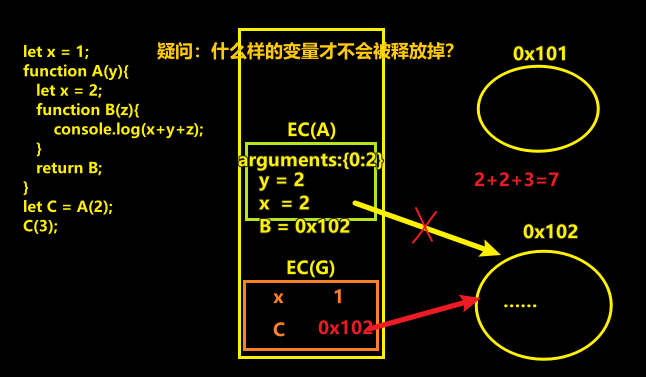 let x = 1;
function A(y){
let x = 2;
function B(z){
console.log(x+y+z);
}
return B;
}
let C = A(2);
C(3);
疑问：什么样的变量才不会被释放掉?
EC(A)
arguments:{0:2}
y = 2
x = 2
B = 0x102
EC(G)
x 1
C 0x102
0x101
2+2+3=7
0x102
......